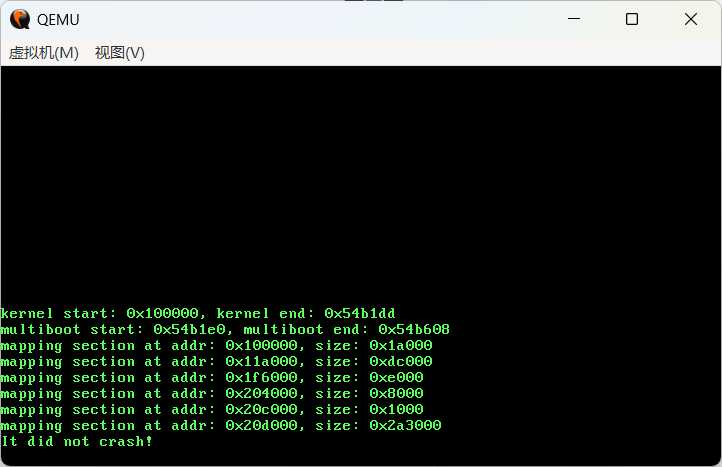 QEMU
虚拟机(M) 视图(V)
kernel start: 0x100000, kernel end: 0x54b1dd
multiboot start: 0x54b1e0, multiboot end: 0x54b608
mapping section at addr: 0x100000, size: 0x1a000
mapping section at addr: 0x11a000, size: 0xdc000
mapping section at addr: 0x1f6000, size: 0xe000
mapping section at addr: 0x204000, size: 0x8000
mapping section at addr: 0x20c000, size: 0x1000
mapping section at addr: 0x20d000, size: 0x2a3000
It did not crash!